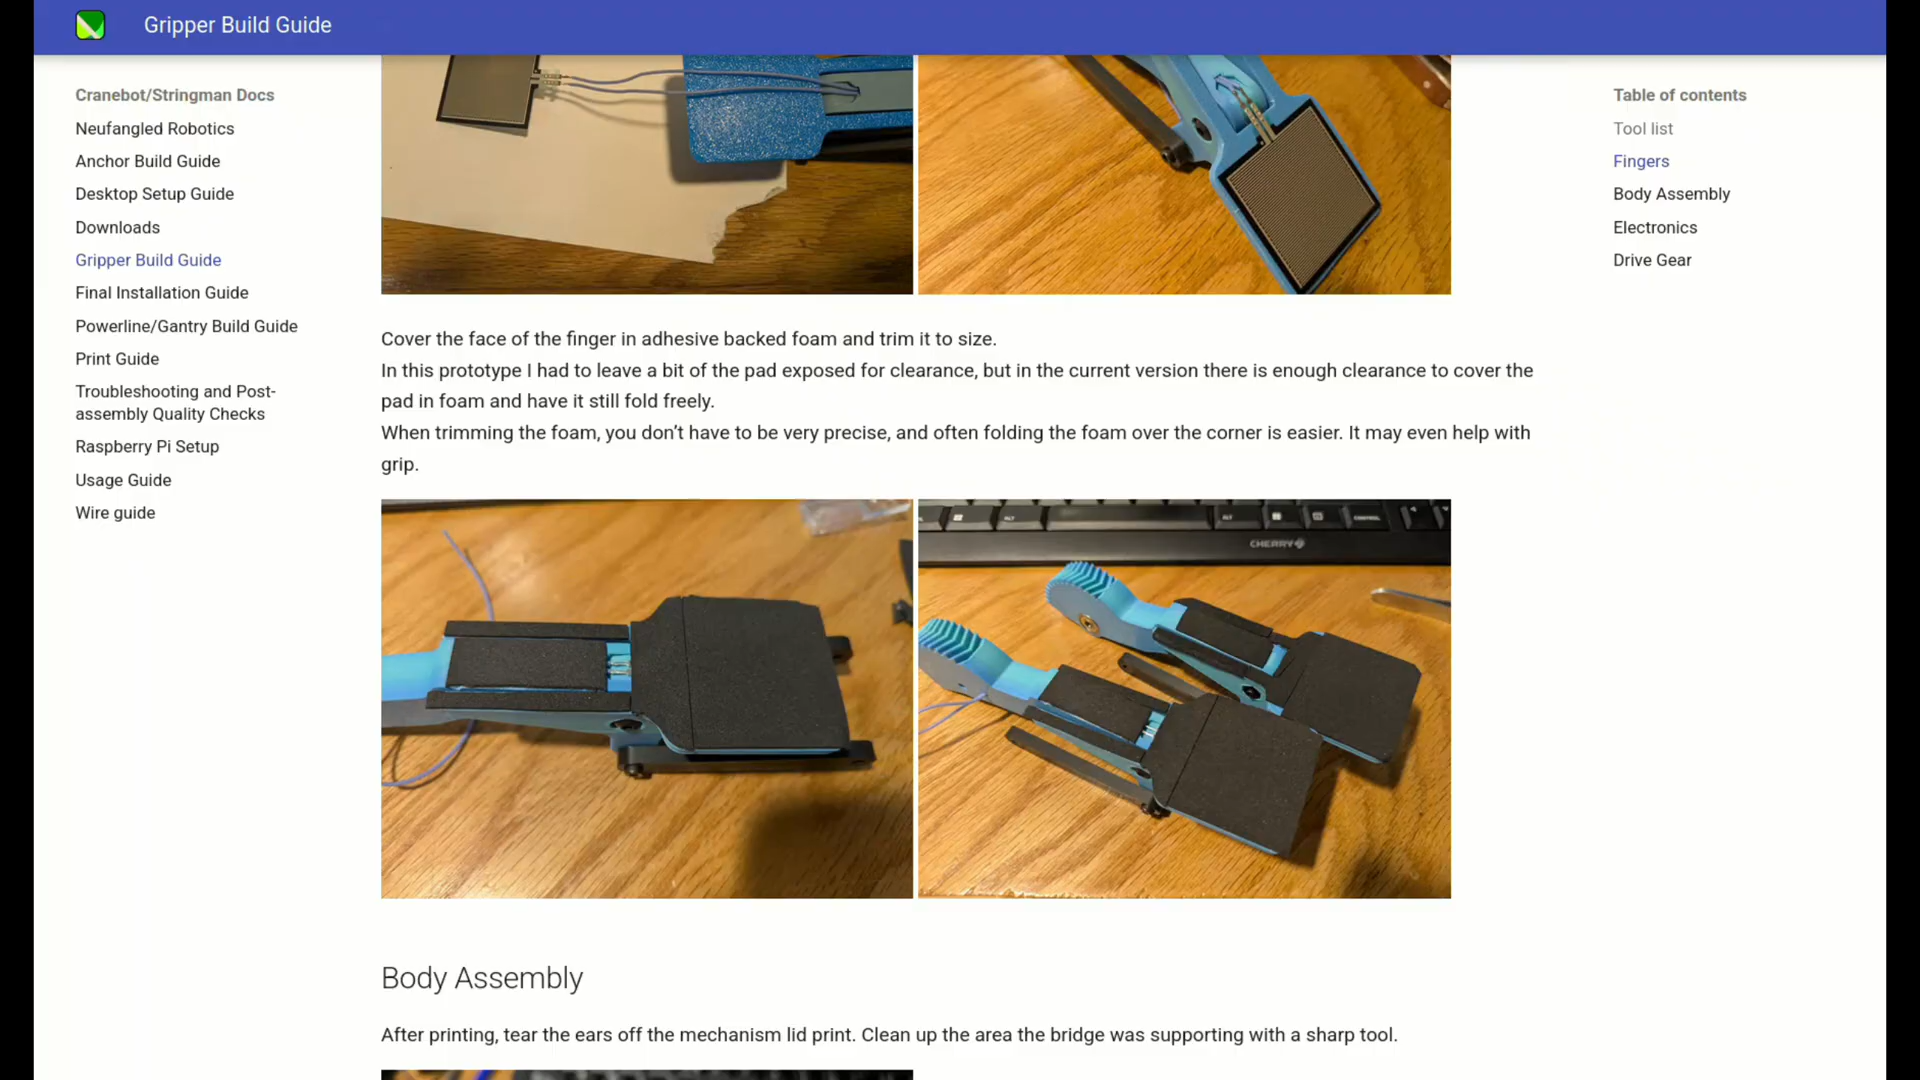 Gripper Build Guide
Cranebot/Stringman Docs
Neufangled Robotics
Anchor Build Guide
Desktop Setup Guide
Downloads
Gripper Build Guide
Final Installation Guide
Powerline/Gantry Build Guide
Print Guide
Troubleshooting and Post-
assembly Quality Checks
Raspberry Pi Setup
Usage Guide
Wire guide
Cover the face of the finger in adhesive backed foam and trim it to size.
In this prototype I had to leave a bit of the pad exposed for clearance, but in the current version there is enough clearance to cover the
pad in foam and have it still fold freely.
When trimming the foam, you don’t have to be very precise, and often folding the foam over the corner is easier. It may even help with
grip.
ALT
ALT
CONTROL
CHERRY
Body Assembly
After printing, tear the ears off the mechanism lid print. Clean up the area the bridge was supporting with a sharp tool.
Table of contents
Tool list
Fingers
Body Assembly
Electronics
Drive Gear